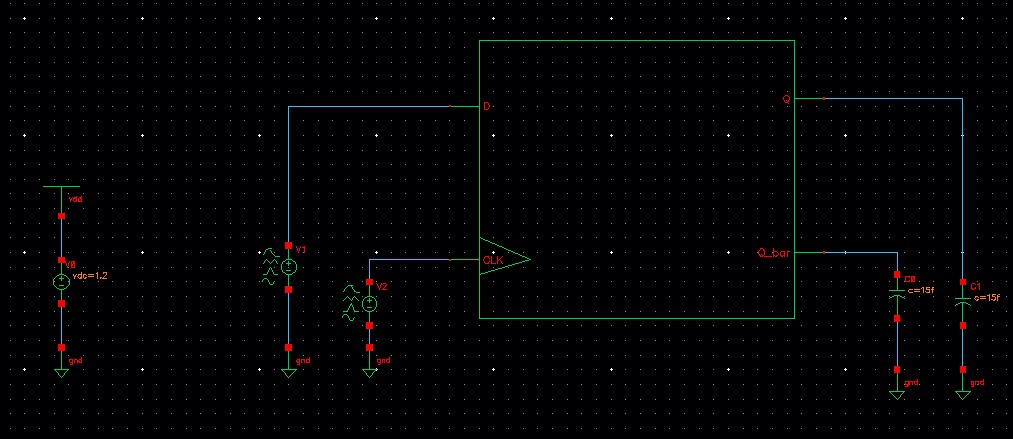 D
Q
vdd
V1
V0
vdc=1.2
CLK
Q_bar
V2
C0
c=15f
C1
c=15f
gnd
gnd
gnd
gnd
gnd